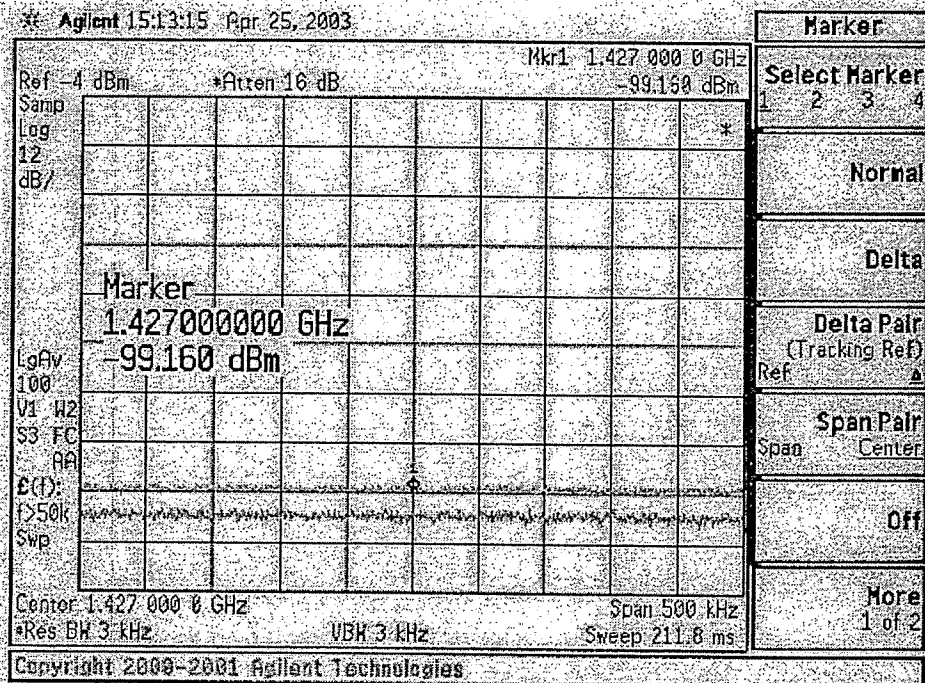 Agilent 15:13:15 Apr 25, 2003
Mkr1 1.427 000 0 GHz
Ref -4 dBm *Atten 16 dB -99.160 dBm
Samp
Log
12
dB/
*
Marker
1.427000000 GHz
-99.160 dBm
LgAv
100
V1 W2
S3 FC
AA
£(f):
f>50k
Swp
Center 1.427 000 0 GHz Span 500 kHz
*Res BW 3 kHz VBW 3 kHz Sweep 211.8 ms
Copyright 2000-2001 Agilent Technologies
Marker
Select Marker
1 2 3 4
Normal
Delta
Delta Pair
(Tracking Ref)
Ref Δ
Span Pair
Span Center
Off
More
1 of 2